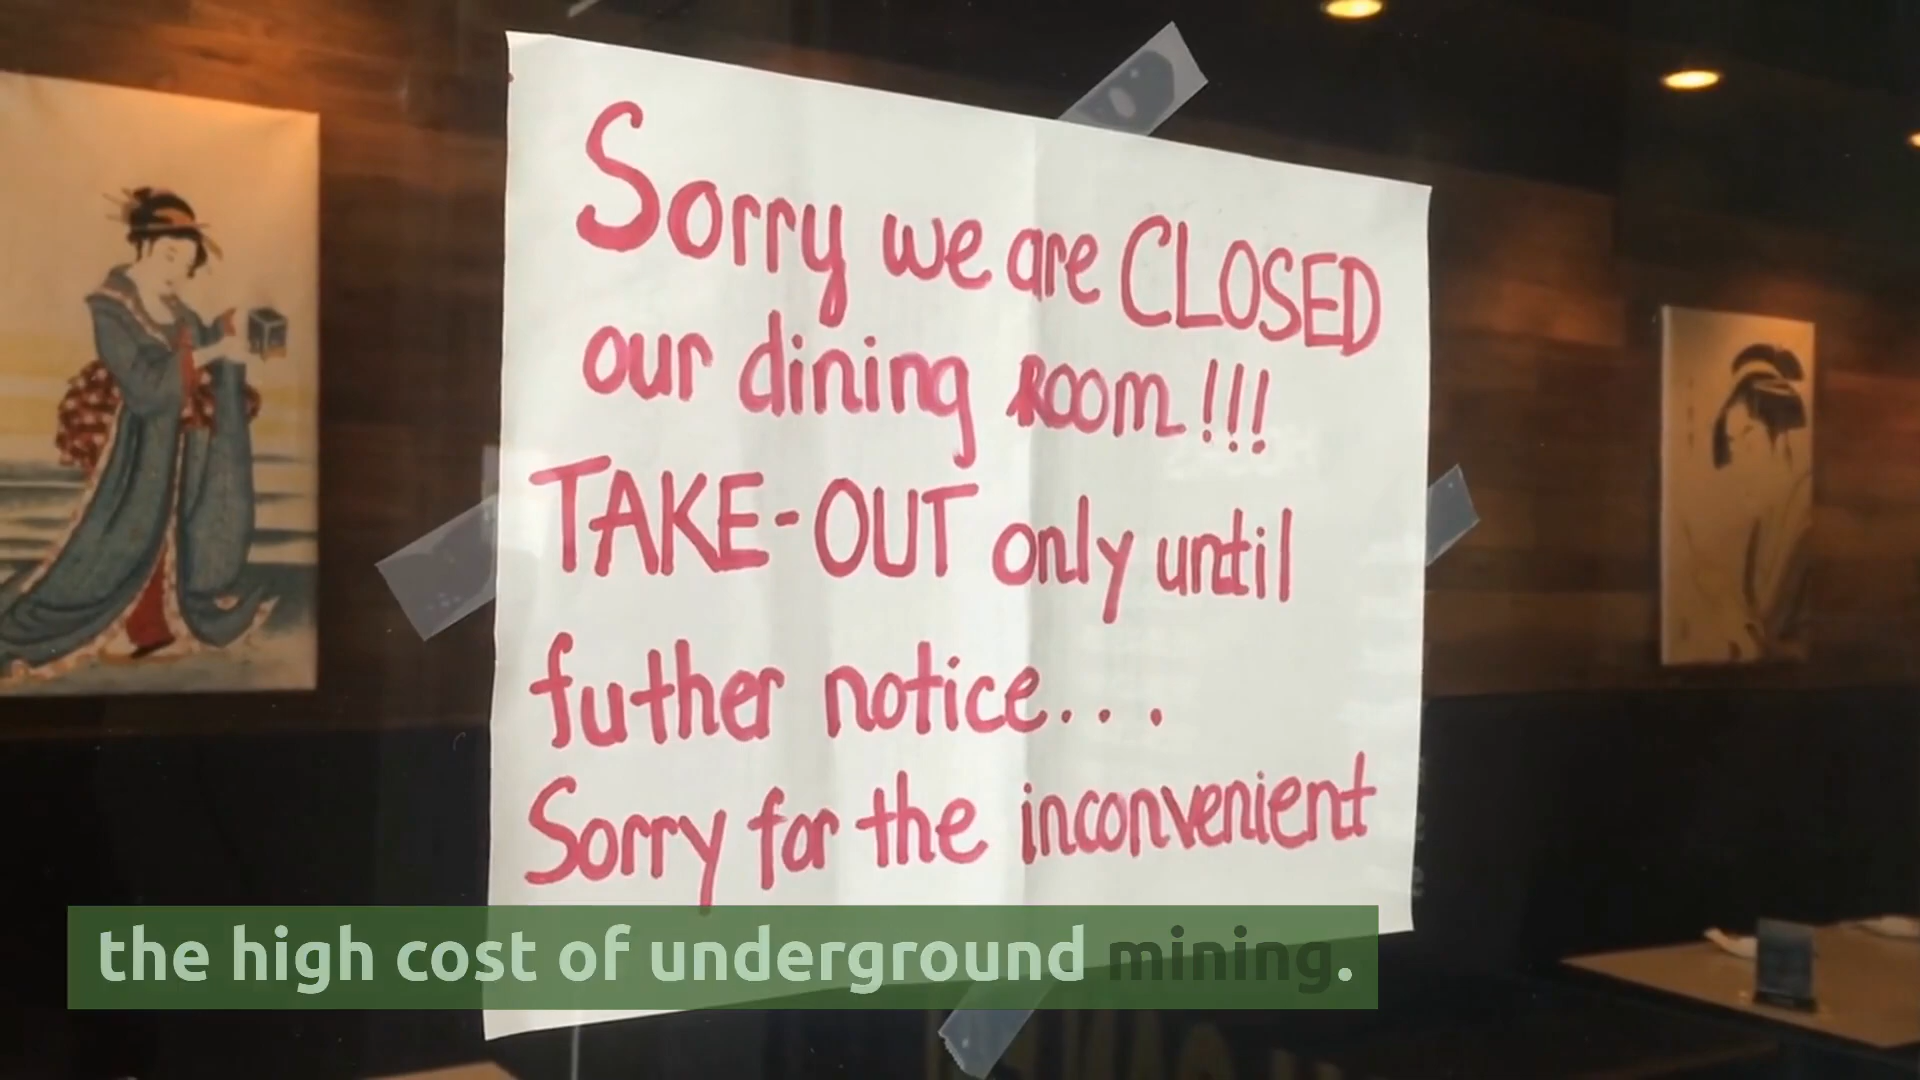 Sorry we are CLOSED
our dining ROOM!!!
TAKE-OUT only until
futher notice...
Sorry for the inconvenient
the high cost of underground mining.